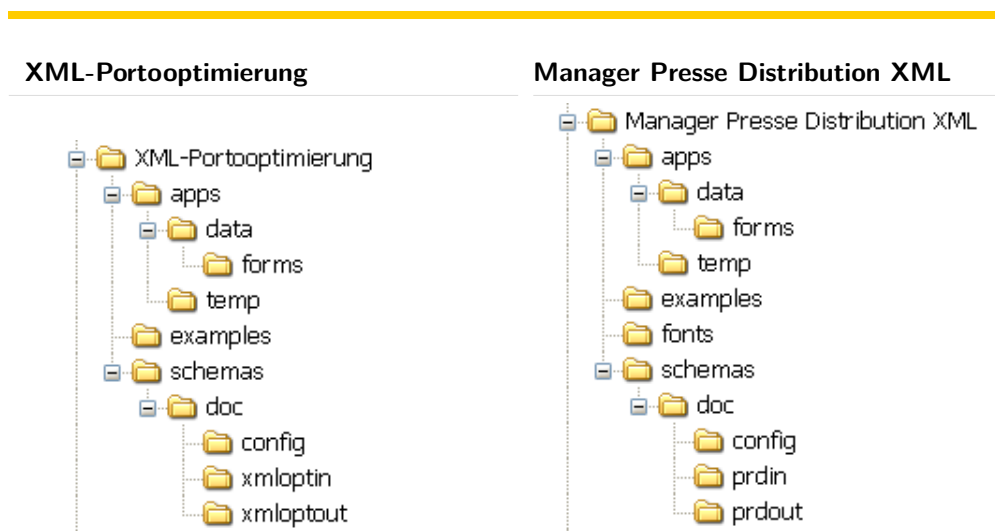 XML-Portooptimierung
XML-Portooptimierung
apps
data
forms
temp
examples
schemas
doc
config
xmloptin
xmloptout
Manager Presse Distribution XML
Manager Presse Distribution XML
apps
data
forms
temp
examples
fonts
schemas
doc
config
prdin
prdout